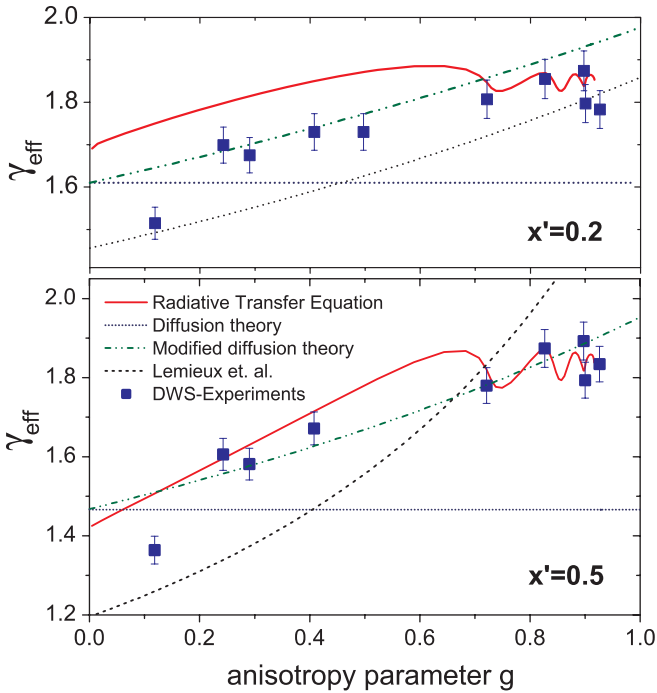 2.0
1.8
1.6
γeff
x'=0.2
2.0
1.8
1.6
1.4
1.2
γeff
Radiative Transfer Equation
Diffusion theory
Modified diffusion theory
Lemieux et. al.
DWS-Experiments
x'=0.5
0.0 0.2 0.4 0.6 0.8 1.0
anisotropy parameter g